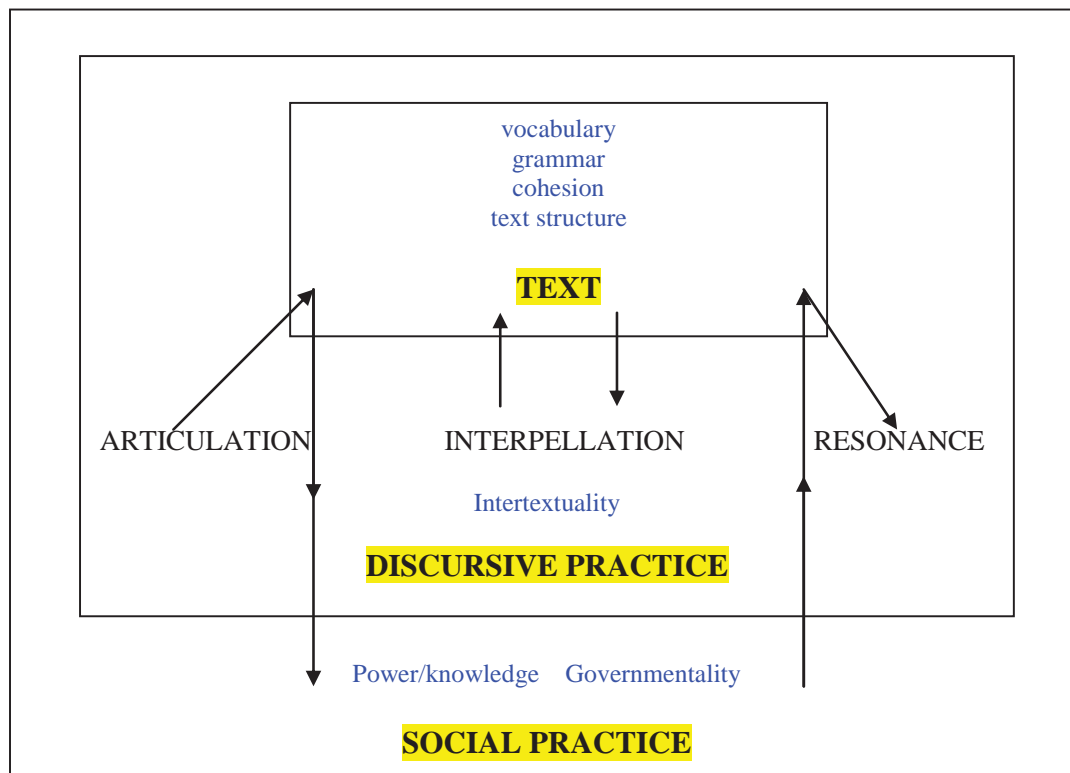 vocabulary
grammar
cohesion
text structure
TEXT
ARTICULATION INTERPELLATION RESONANCE
Intertextuality
DISCURSIVE PRACTICE
Power/knowledge Governmentality
SOCIAL PRACTICE